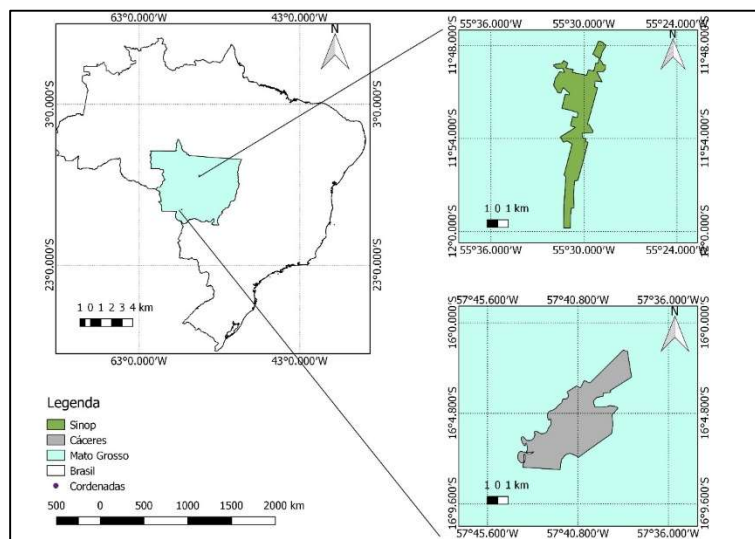 63°0.000'W 43°0.000'W
N
3°0.000'S 3°0.000'S
23°0.000'S 23°0.000'S
1 0 1 2 3 4 km
63°0.000'W 43°0.000'W
Legenda
Sinop
Cáceres
Mato Grosso
Brasil
Cordenadas
500 0 500 1000 1500 2000 km
55°36.000'W 55°30.000'W 55°24.000'W
N
11°48.000'S 11°48.000'S
11°54.000'S 11°54.000'S
1 0 1 km
12°0.000'S 12°0.000'S
55°36.000'W 55°30.000'W 55°24.000'W
57°45.600'W 57°40.800'W 57°36.000'W
N
16°0.000'S 16°0.000'S
16°4.800'S 16°4.800'S
1 0 1 km
16°9.600'S 16°9.600'S
57°45.600'W 57°40.800'W 57°36.000'W